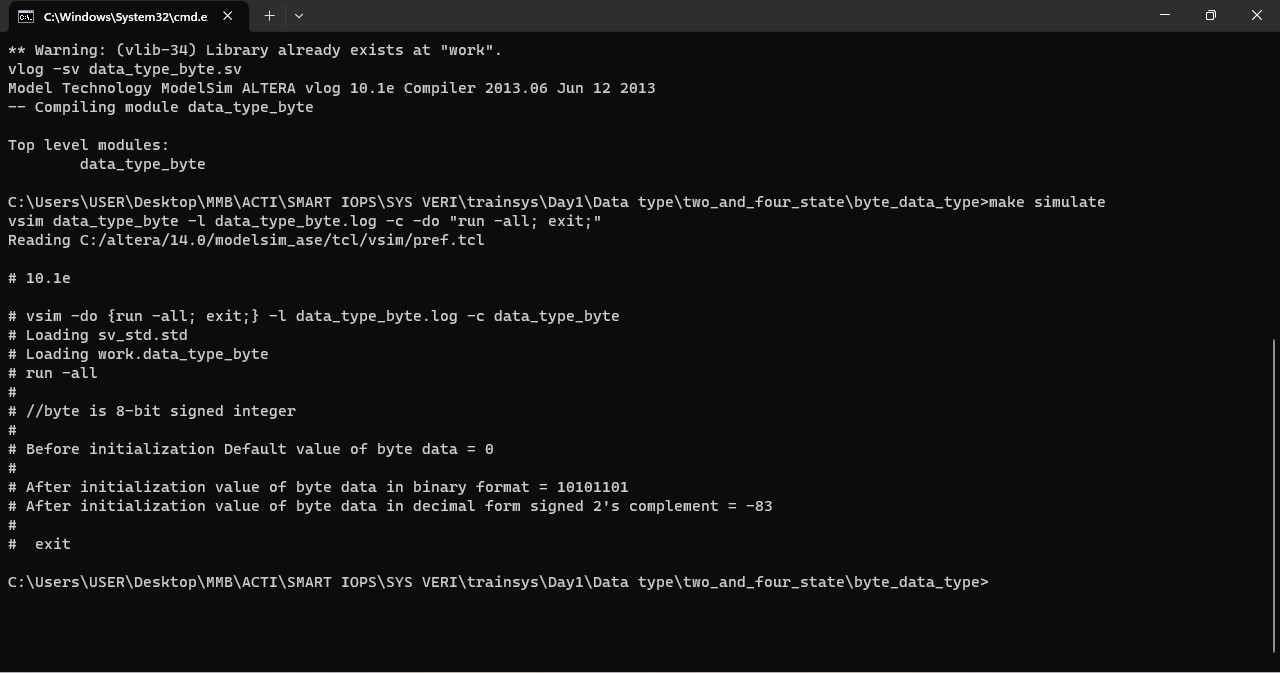 C:\Windows\System32\cmd.e
** Warning: (vlib-34) Library already exists at "work".
vlog -sv data_type_byte.sv
Model Technology ModelSim ALTERA vlog 10.1e Compiler 2013.06 Jun 12 2013
-- Compiling module data_type_byte
Top level modules:
data_type_byte
C:\Users\USER\Desktop\MMB\ACTI\SMART IOPS\SYS VERI\trainsys\Day1\Data type\two_and_four_state\byte_data_type>make simulate
vsim data_type_byte -l data_type_byte.log -c -do "run -all; exit;"
Reading C:/altera/14.0/modelsim_ase/tcl/vsim/pref.tcl
# 10.1e
# vsim -do {run -all; exit;} -l data_type_byte.log -c data_type_byte
# Loading sv_std.std
# Loading work.data_type_byte
# run -all
#
# //byte is 8-bit signed integer
#
# Before initialization Default value of byte data = 0
#
# After initialization value of byte data in binary format = 10101101
# After initialization value of byte data in decimal form signed 2's complement = -83
#
#  exit
C:\Users\USER\Desktop\MMB\ACTI\SMART IOPS\SYS VERI\trainsys\Day1\Data type\two_and_four_state\byte_data_type>